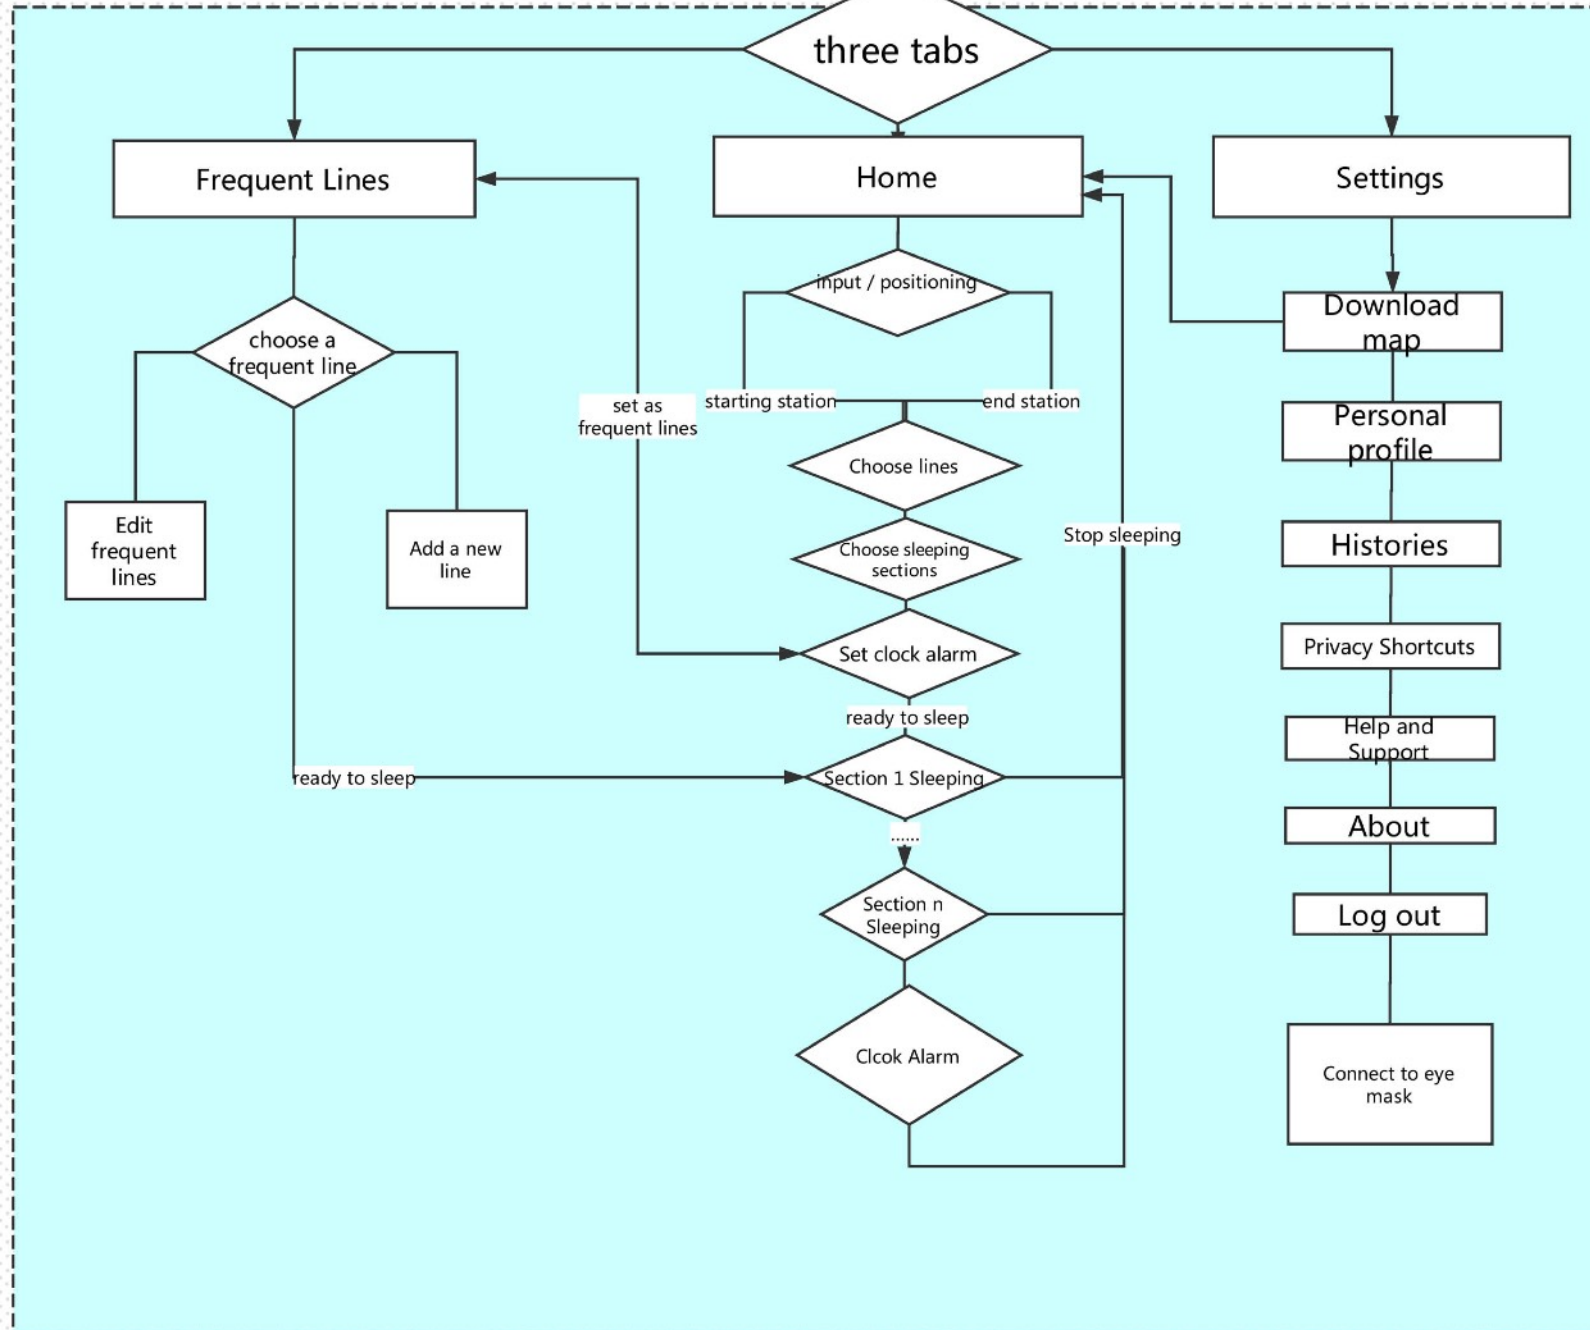 three tabs
Frequent Lines
Home
Settings
input / positioning
Download
map
choose a
frequent line
set as
frequent lines
starting station
end station
Personal
profile
Choose lines
Edit
frequent
lines
Add a new
line
Choose sleeping
sections
Stop sleeping
Histories
Set clock alarm
Privacy Shortcuts
ready to sleep
Help and
Support
ready to sleep
Section 1 Sleeping
......
About
Section n
Sleeping
Log out
Clcok Alarm
Connect to eye
mask